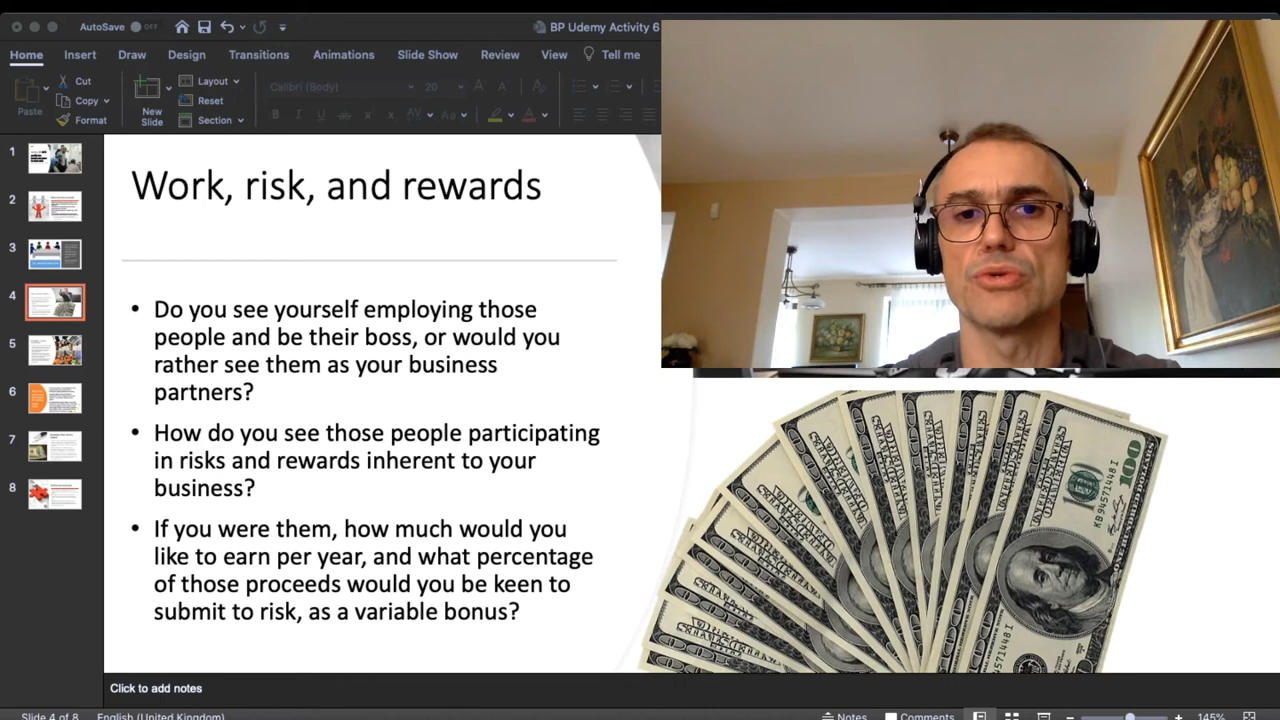 AutoSave OFF
BP Udemy Activity 6
Home Insert Draw Design Transitions Animations Slide Show Review View Tell me
Paste
Cut
Copy
Format
New
Slide
Layout
Reset
Section
Calibri (Body) 20
1
2
3
4
5
6
7
8
Work, risk, and rewards
• Do you see yourself employing those
people and be their boss, or would you
rather see them as your business
partners?
• How do you see those people participating
in risks and rewards inherent to your
business?
• If you were them, how much would you
like to earn per year, and what percentage
of those proceeds would you be keen to
submit to risk, as a variable bonus?
100
KB94571448I
94571448I
Click to add notes
Slide 4 of 8 English (United Kingdom) Notes Comments 145%